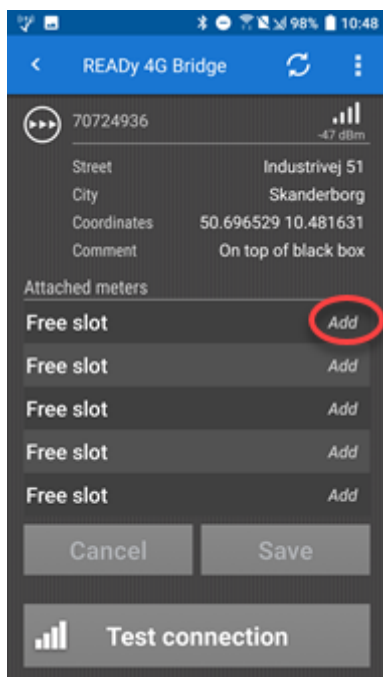 98% 10:48
READy 4G Bridge
70724936
-47 dBm
Street Industrivej 51
City Skanderborg
Coordinates 50.696529 10.481631
Comment On top of black box
Attached meters
Free slot Add
Free slot Add
Free slot Add
Free slot Add
Free slot Add
Cancel Save
Test connection